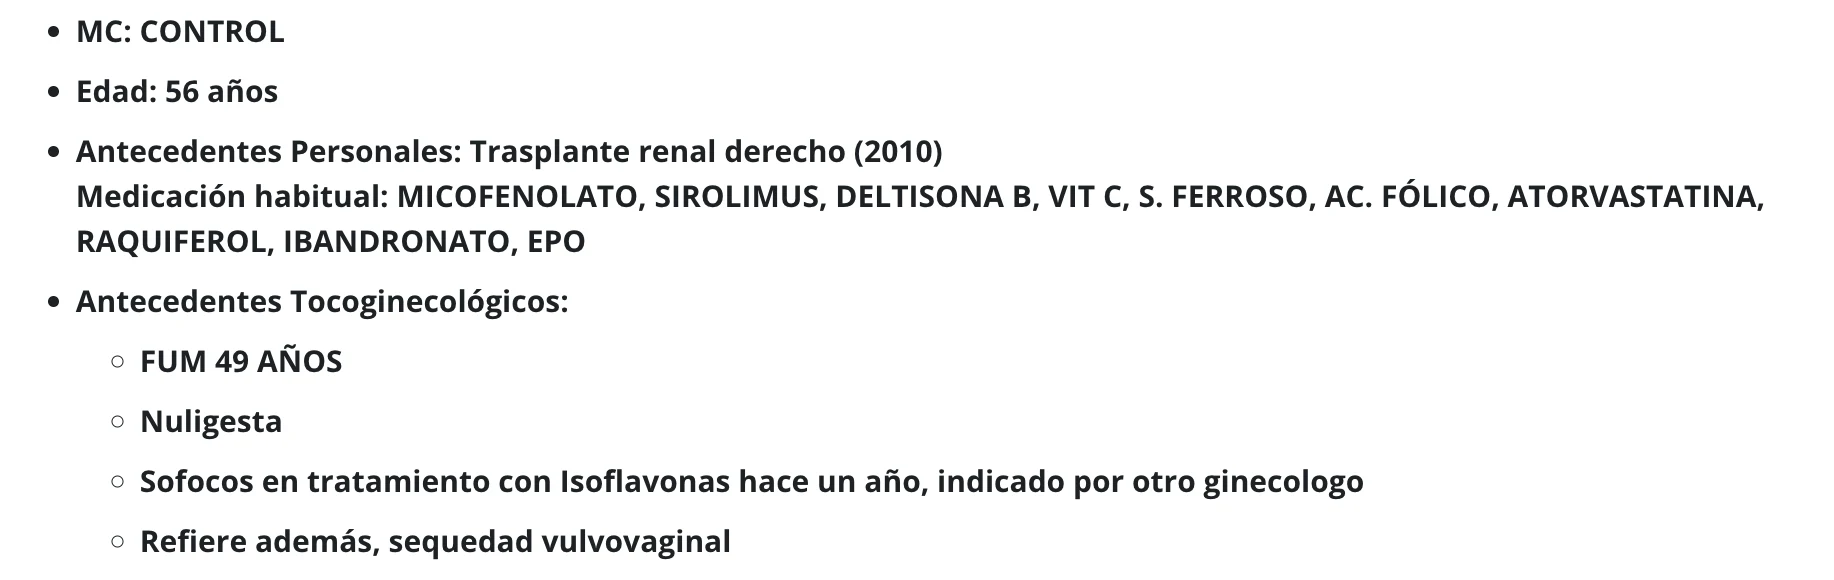 MC: CONTROL
Edad: 56 años
Antecedentes Personales: Trasplante renal derecho (2010)
Medicación habitual: MICOFENOLATO, SIROLIMUS, DELTISONA B, VIT C, S. FERROSO, AC. FÓLICO, ATORVASTATINA,
RAQUIFEROL, IBANDRONATO, EPO
Antecedentes Tocoginecológicos:
FUM 49 AÑOS
Nuligesta
Sofocos en tratamiento con Isoflavonas hace un año, indicado por otro ginecologo
Refiere además, sequedad vulvovaginal